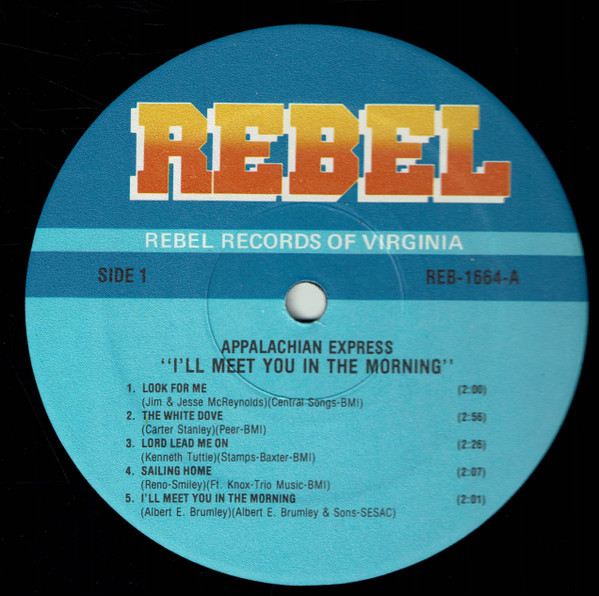 REBEL
REBEL RECORDS OF VIRGINIA
SIDE 1 REB-1664-A
APPALACHIAN EXPRESS
"I'LL MEET YOU IN THE MORNING"
1. LOOK FOR ME (2:00)
(Jim & Jesse McReynolds)(Central Songs-BMI)
2. THE WHITE DOVE (2:56)
(Carter Stanley)(Peer-BMI)
3. LORD LEAD ME ON (2:26)
(Kenneth Tuttle)(Stamps-Baxter-BMI)
4. SAILING HOME (2:07)
(Reno-Smiley)(Ft. Knox-Trio Music-BMI)
5. I'LL MEET YOU IN THE MORNING (2:01)
(Albert E. Brumley)(Albert E. Brumley & Sons-SESAC)